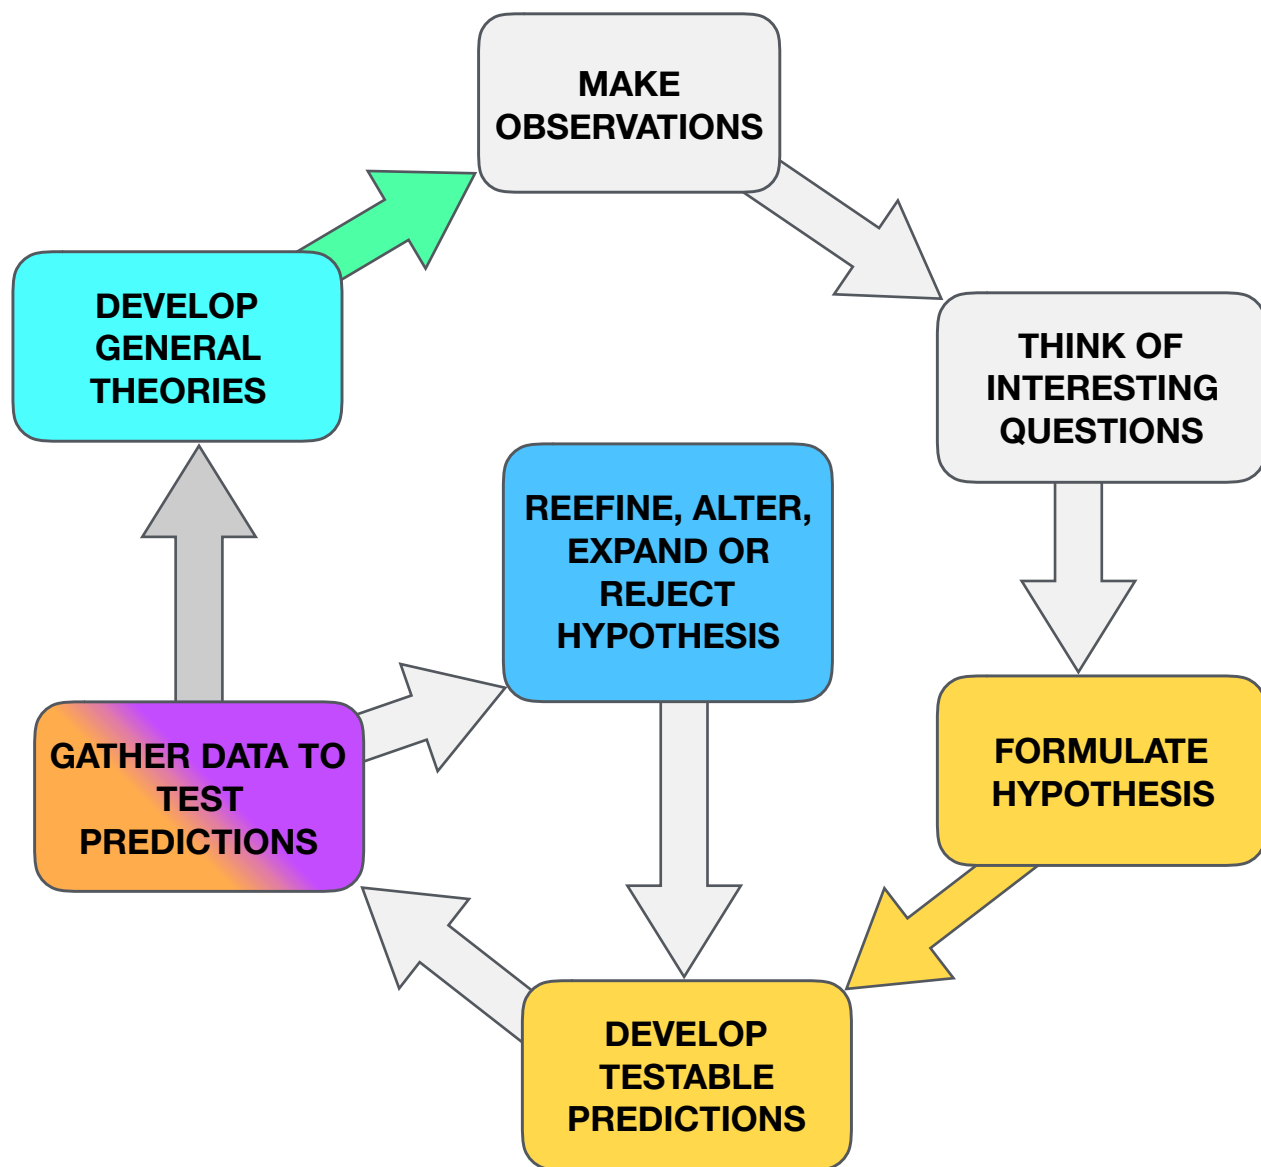 MAKE
OBSERVATIONS
THINK OF
INTERESTING
QUESTIONS
FORMULATE
HYPOTHESIS
DEVELOP
TESTABLE
PREDICTIONS
GATHER DATA TO
TEST
PREDICTIONS
REEFINE, ALTER,
EXPAND OR
REJECT
HYPOTHESIS
DEVELOP
GENERAL
THEORIES